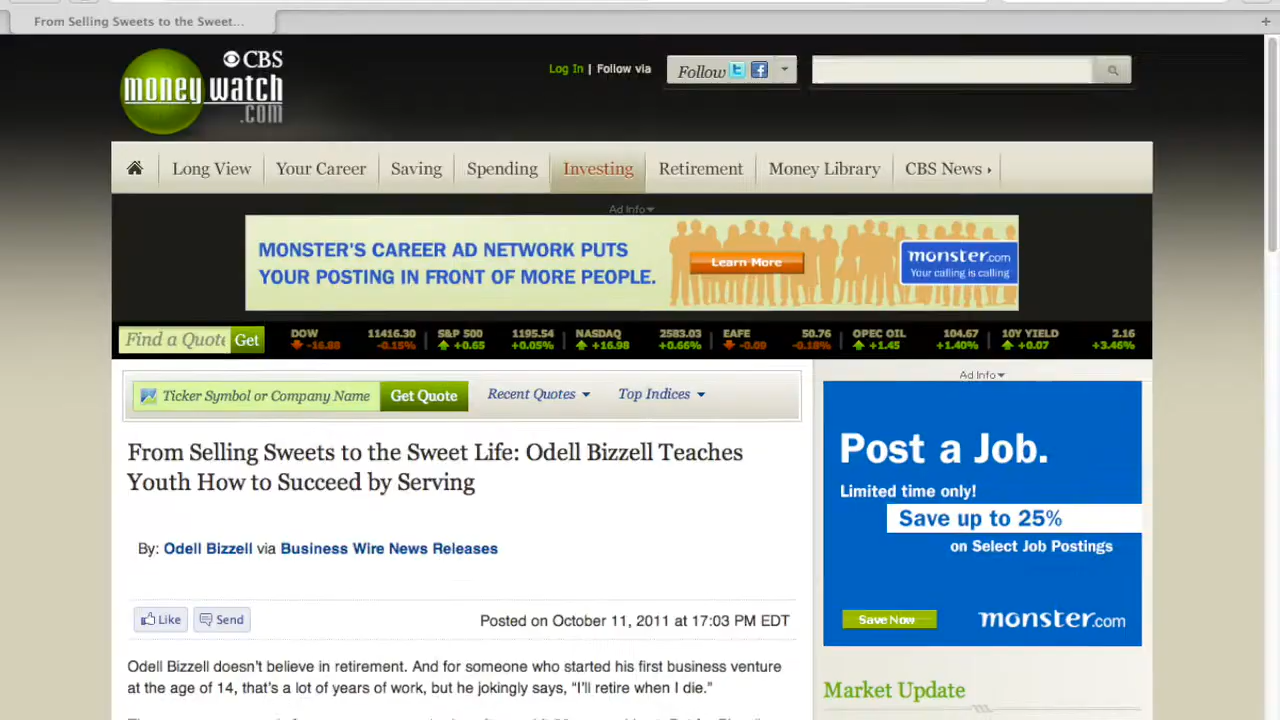 From Selling Sweets to the Sweet...
CBS
moneywatch
.com
Log In | Follow via
Follow
Long View
Your Career
Saving
Spending
Investing
Retirement
Money Library
CBS News
Ad Info
MONSTER'S CAREER AD NETWORK PUTS
YOUR POSTING IN FRONT OF MORE PEOPLE.
Learn More
monster.com
Your calling is calling
Find a Quote
Get
DOW 11416.30
-16.88 -0.15%
S&P 500 1195.54
+0.65 +0.05%
NASDAQ 2583.03
+16.98 +0.66%
EAFE 50.76
-0.09 -0.18%
OPEC OIL 104.67
+1.45 +1.40%
10Y YIELD 2.16
+0.07 +3.46%
Ticker Symbol or Company Name
Get Quote
Recent Quotes
Top Indices
From Selling Sweets to the Sweet Life: Odell Bizzell Teaches
Youth How to Succeed by Serving
By: Odell Bizzell via Business Wire News Releases
Like
Send
Posted on October 11, 2011 at 17:03 PM EDT
Odell Bizzell doesn't believe in retirement. And for someone who started his first business venture
at the age of 14, that's a lot of years of work, but he jokingly says, “I'll retire when I die.”
Ad Info
Post a Job.
Limited time only!
Save up to 25%
on Select Job Postings
Save Now
monster.com
Market Update